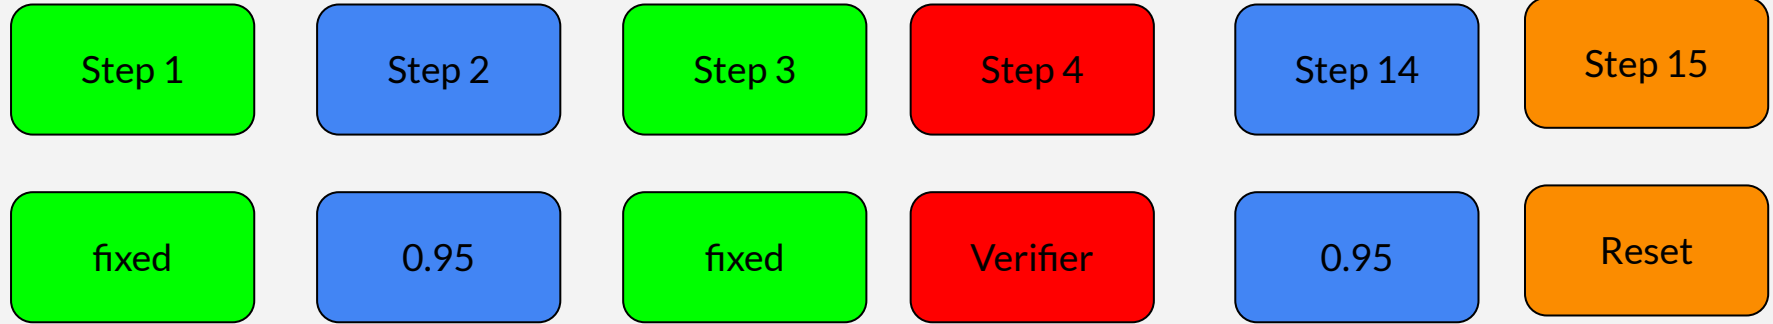 Step 1
Step 2
Step 3
Step 4
Step 14
Step 15
fixed
0.95
fixed
Verifier
0.95
Reset